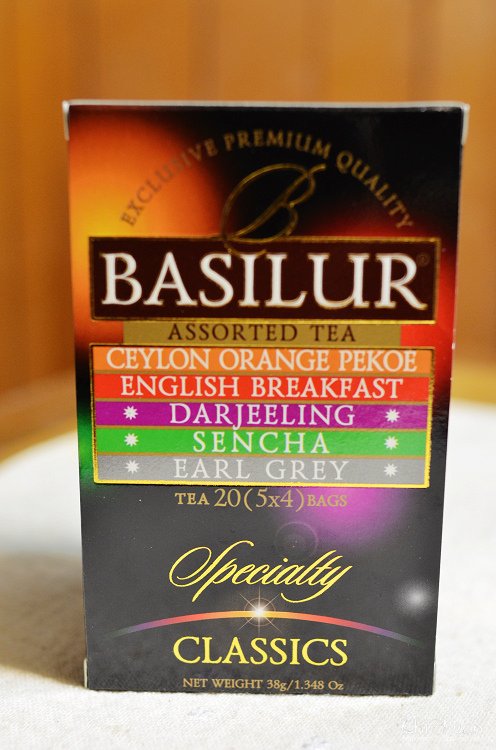 EXCLUSIVE PREMIUM QUALITY
B
BASILUR®
ASSORTED TEA
CEYLON ORANGE PEKOE
ENGLISH BREAKFAST
DARJEELING
SENCHA
EARL GREY
TEA 20(5x4)BAGS
Specialty
CLASSICS
NET WEIGHT 38g/1.348 Oz